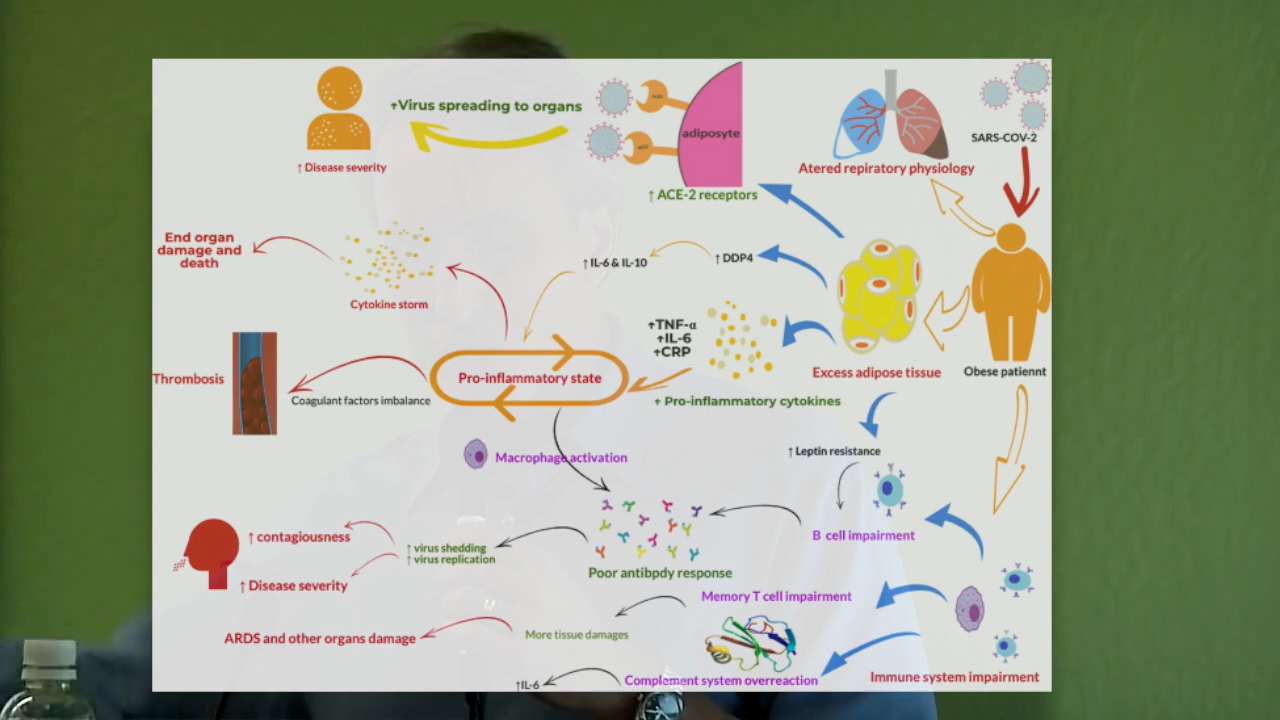 ↑Virus spreading to organs
adiposyte
SARS-COV-2
↑ Disease severity
Atered repiratory physiology
↑ ACE-2 receptors
End organ
damage and
death
↑ IL-6 & IL-10
↑ DDP4
Cytokine storm
↑TNF-α
↑IL-6
↑CRP
Thrombosis
Pro-inflammatory state
Excess adipose tissue
Obese patiennt
Coagulant factors imbalance
↑ Pro-inflammatory cytokines
Macrophage activation
↑ Leptin resistance
↑ contagiousness
B cell impairment
↑ virus shedding
↑ virus replication
Poor antibpdy response
↑ Disease severity
Memory T cell impairment
ARDS and other organs damage
More tissue damages
Complement system overreaction
Immune system impairment
↑IL-6